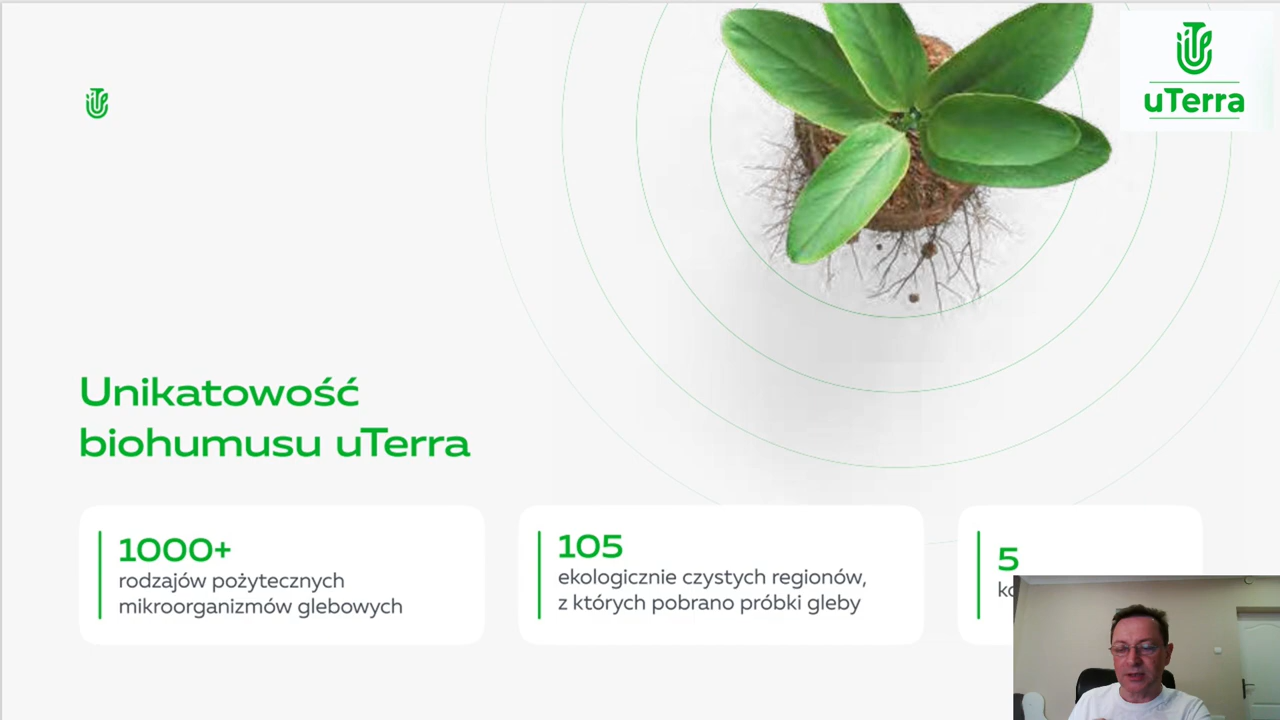 uTerra
Unikatowość
biohumusu uTerra
1000+
rodzajów pożytecznych
mikroorganizmów glebowych
105
ekologicznie czystych regionów,
z których pobrano próbki gleby
5